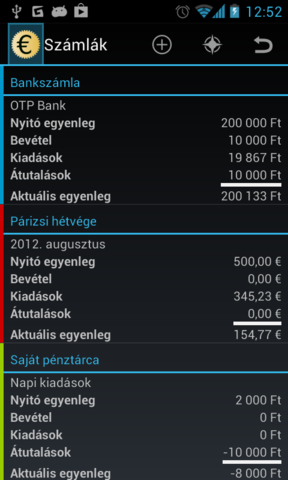 12:52
Számlák
Bankszámla
OTP Bank
Nyitó egyenleg 200 000 Ft
Bevétel 10 000 Ft
Kiadások 19 867 Ft
Átutalások 10 000 Ft
Aktuális egyenleg 200 133 Ft
Párizsi hétvége
2012. augusztus
Nyitó egyenleg 500,00 €
Bevétel 0,00 €
Kiadások 345,23 €
Átutalások 0,00 €
Aktuális egyenleg 154,77 €
Saját pénztárca
Napi kiadások
Nyitó egyenleg 2 000 Ft
Bevétel 0 Ft
Kiadások 0 Ft
Átutalások -10 000 Ft
Aktuális egyenleg -8 000 Ft